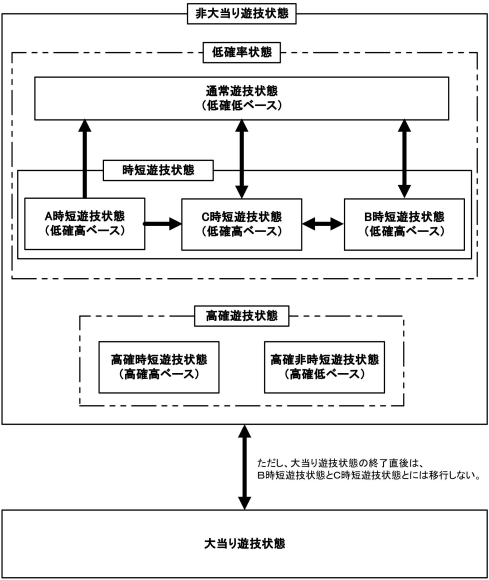 非大当り遊技状態
低確率状態
通常遊技状態
（低確低ベース）
時短遊技状態
A時短遊技状態
（低確高ベース）
C時短遊技状態
（低確高ベース）
B時短遊技状態
（低確高ベース）
高確遊技状態
高確時短遊技状態
（高確高ベース）
高確非時短遊技状態
（高確低ベース）
ただし、大当り遊技状態の終了直後は、
B時短遊技状態とC時短遊技状態とには移行しない。
大当り遊技状態